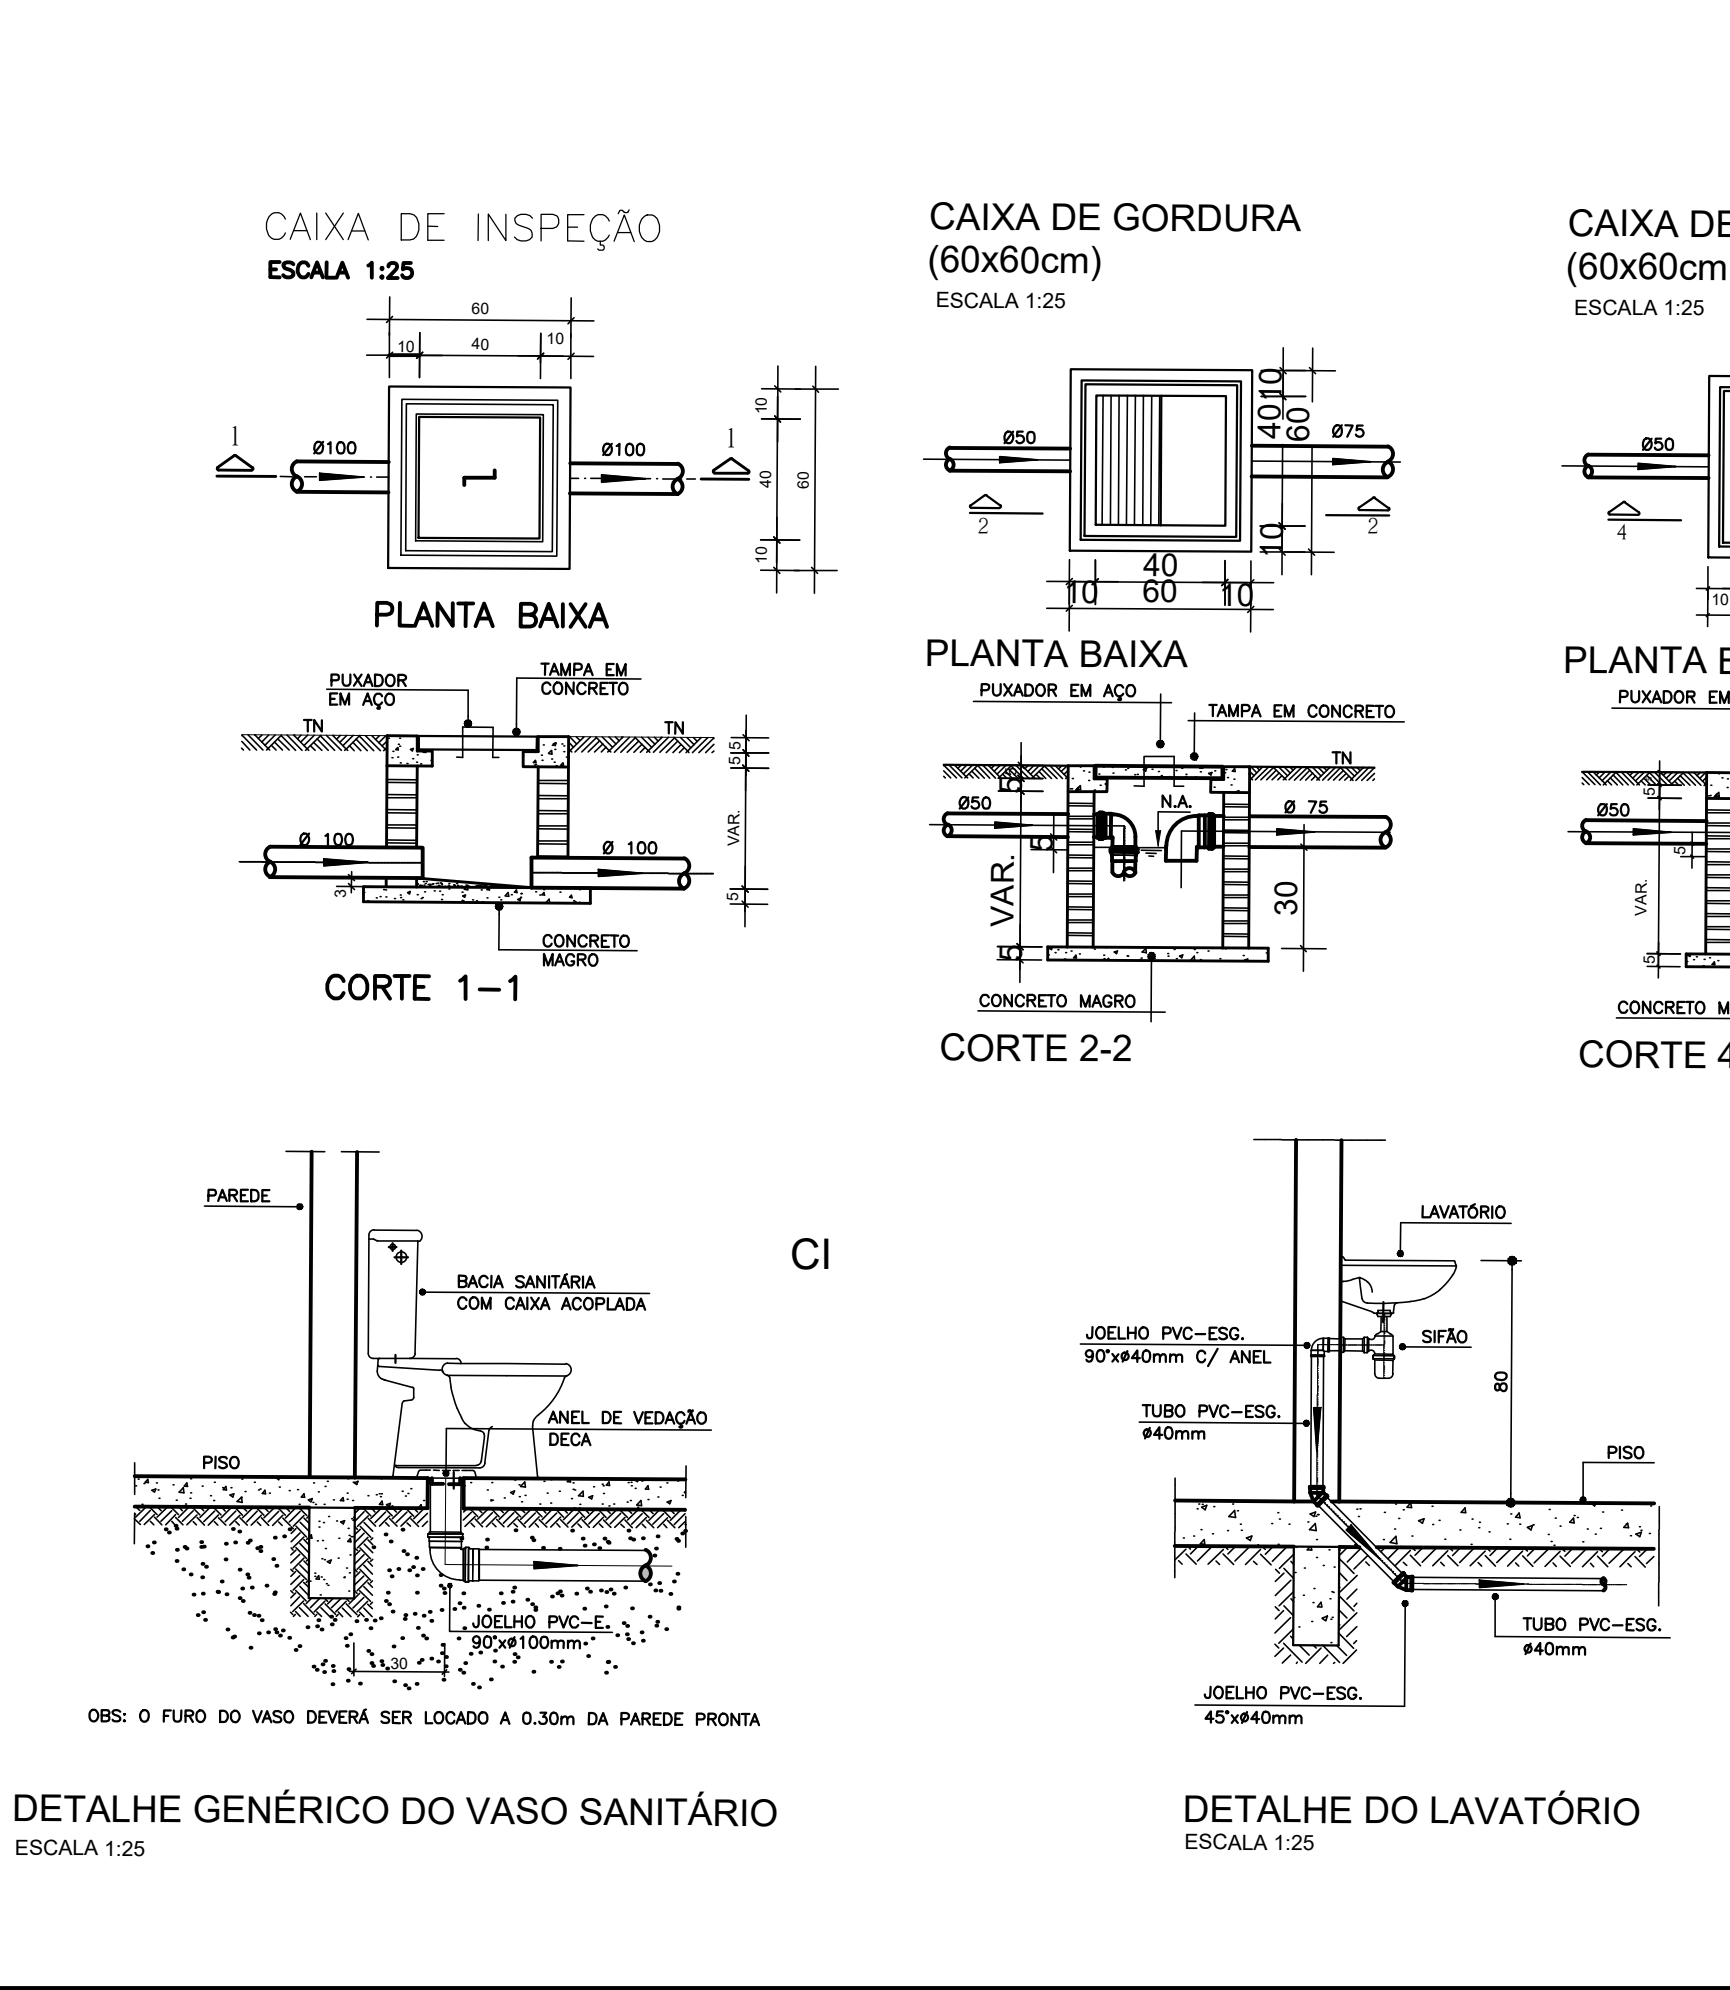 CAIXA DE INSPEÇÃO
ESCALA 1:25
60
10
40
10
1
Ø100
Ø100
1
10
40
10
60
PLANTA BAIXA
PUXADOR
EM AÇO
TAMPA EM
CONCRETO
TN
TN
5
5
VAR.
5
Ø 100
Ø 100
3
CONCRETO
MAGRO
CORTE 1-1
CAIXA DE GORDURA
(60x60cm)
ESCALA 1:25
Ø50
Ø75
10
40
60
10
2
2
40
10
60
10
PLANTA BAIXA
PUXADOR EM AÇO
TAMPA EM CONCRETO
TN
5
Ø50
N.A.
Ø 75
5
VAR.
30
5
CONCRETO MAGRO
CORTE 2-2
CAIXA DE
(60x60cm
ESCALA 1:25
Ø50
4
10
PLANTA
PUXADOR EM
5
Ø50
5
VAR.
5
CONCRETO M
CORTE 4
PAREDE
BACIA SANITÁRIA
COM CAIXA ACOPLADA
ANEL DE VEDAÇÃO
DECA
PISO
JOELHO PVC-E.
90°xø100mm
30
OBS: O FURO DO VASO DEVERÁ SER LOCADO A 0.30m DA PAREDE PRONTA
DETALHE GENÉRICO DO VASO SANITÁRIO
ESCALA 1:25
CI
LAVATÓRIO
JOELHO PVC-ESG.
90°xø40mm C/ ANEL
SIFÃO
80
TUBO PVC-ESG.
ø40mm
PISO
TUBO PVC-ESG.
ø40mm
JOELHO PVC-ESG.
45°xø40mm
DETALHE DO LAVATÓRIO
ESCALA 1:25